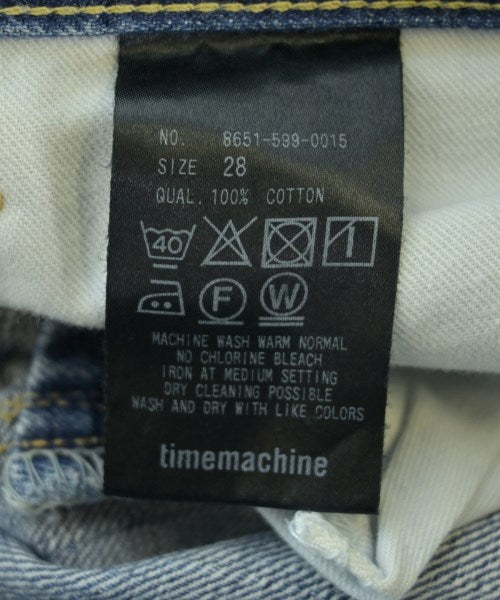 NO. 8651-599-0015
SIZE 28
QUAL. 100% COTTON
40
F W
MACHINE WASH WARM NORMAL
NO CHLORINE BLEACH
IRON AT MEDIUM SETTING
DRY CLEANING POSSIBLE
WASH AND DRY WITH LIKE COLORS
timemachine